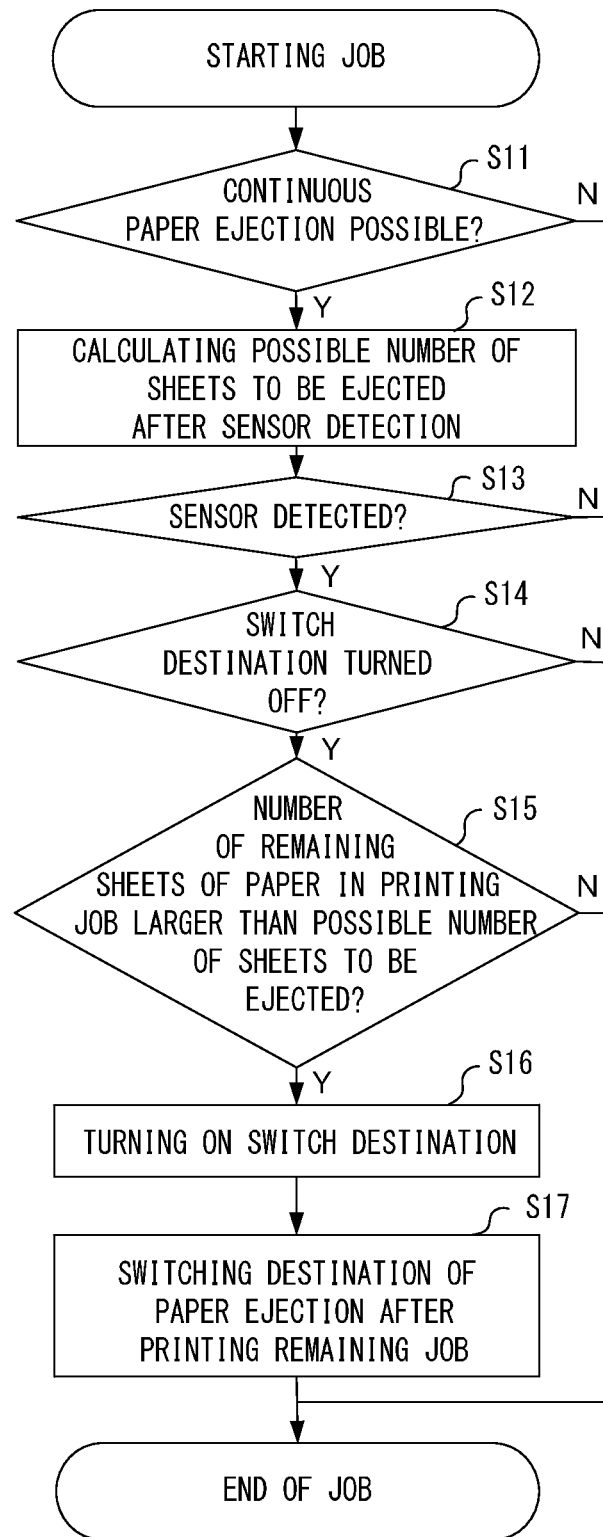 STARTING JOB
S11
CONTINUOUS
PAPER EJECTION POSSIBLE?
N
Y
S12
CALCULATING POSSIBLE NUMBER OF
SHEETS TO BE EJECTED
AFTER SENSOR DETECTION
S13
SENSOR DETECTED?
N
Y
S14
SWITCH
DESTINATION TURNED
OFF?
N
Y
S15
NUMBER
OF REMAINING
SHEETS OF PAPER IN PRINTING
JOB LARGER THAN POSSIBLE NUMBER
OF SHEETS TO BE
EJECTED?
N
Y
S16
TURNING ON SWITCH DESTINATION
S17
SWITCHING DESTINATION OF
PAPER EJECTION AFTER
PRINTING REMAINING JOB
END OF JOB